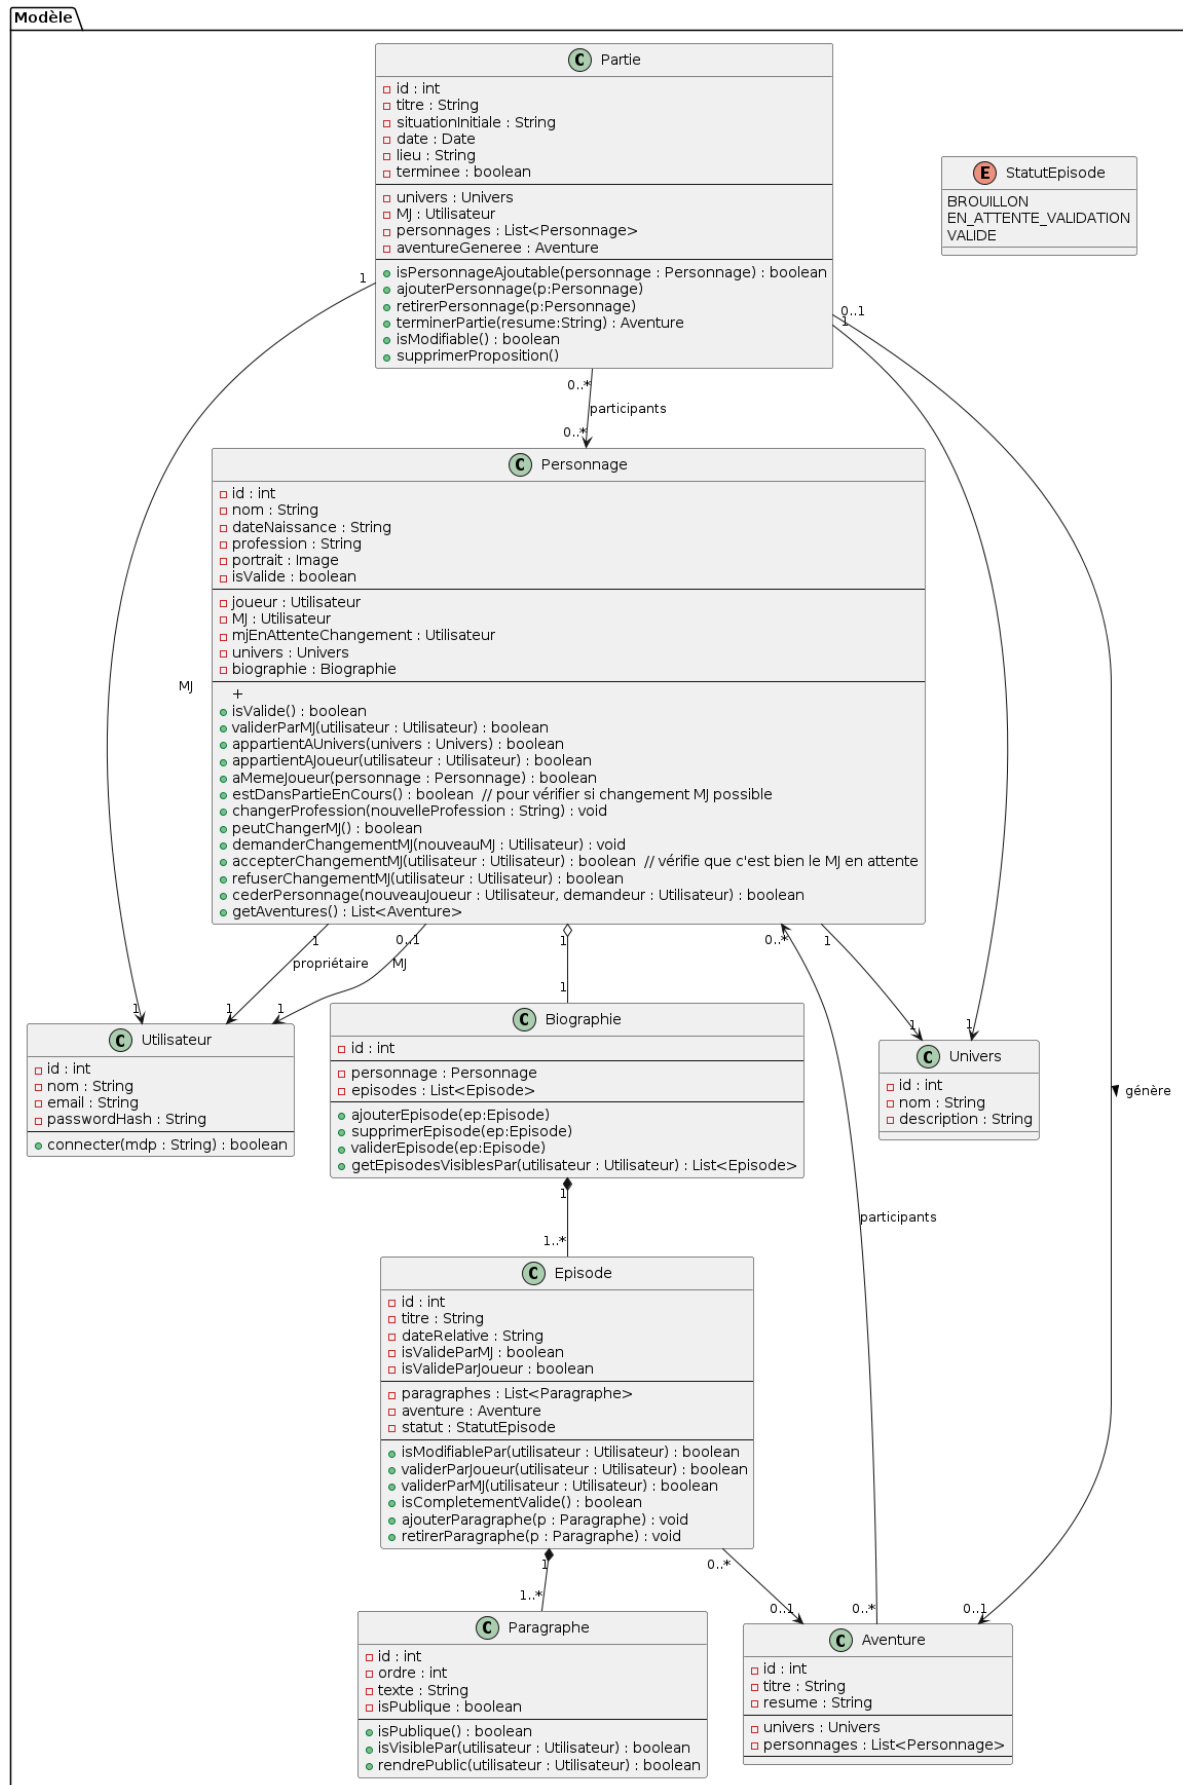 Modèle
C Partie
id : int
titre : String
situationInitiale : String
date : Date
lieu : String
terminee : boolean
univers : Univers
MJ : Utilisateur
personnages : List<Personnage>
aventureGeneree : Aventure
isPersonnageAjoutable(personnage : Personnage) : boolean
ajouterPersonnage(p:Personnage)
retirerPersonnage(p:Personnage)
terminerPartie(resume:String) : Aventure
isModifiable() : boolean
supprimerProposition()
E StatutEpisode
BROUILLON
EN_ATTENTE_VALIDATION
VALIDE
1
0..1
1
0..*
participants
0..*
C Personnage
id : int
nom : String
dateNaissance : String
profession : String
portrait : Image
isValide : boolean
joueur : Utilisateur
MJ : Utilisateur
mjEnAttenteChangement : Utilisateur
univers : Univers
biographie : Biographie
MJ
+
isValide() : boolean
validerParMJ(utilisateur : Utilisateur) : boolean
appartientAUnivers(univers : Univers) : boolean
appartientAJoueur(utilisateur : Utilisateur) : boolean
aMemeJoueur(personnage : Personnage) : boolean
estDansPartieEnCours() : boolean // pour vérifier si changement MJ possible
changerProfession(nouvelleProfession : String) : void
peutChangerMJ() : boolean
demanderChangementMJ(nouveauMJ : Utilisateur) : void
accepterChangementMJ(utilisateur : Utilisateur) : boolean // vérifie que c'est bien le MJ en attente
refuserChangementMJ(utilisateur : Utilisateur) : boolean
cederPersonnage(nouveauJoueur : Utilisateur, demandeur : Utilisateur) : boolean
getAventures() : List<Aventure>
1
0..1
1
0..*
1
propriétaire
MJ
1
1
1
1
1
1
C Utilisateur
id : int
nom : String
email : String
passwordHash : String
connecter(mdp : String) : boolean
C Biographie
id : int
personnage : Personnage
episodes : List<Episode>
ajouterEpisode(ep:Episode)
supprimerEpisode(ep:Episode)
validerEpisode(ep:Episode)
getEpisodesVisiblesPar(utilisateur : Utilisateur) : List<Episode>
C Univers
id : int
nom : String
description : String
génère
1
participants
1..*
C Episode
id : int
titre : String
dateRelative : String
isValideParMJ : boolean
isValideParJoueur : boolean
paragraphes : List<Paragraphe>
aventure : Aventure
statut : StatutEpisode
isModifiablePar(utilisateur : Utilisateur) : boolean
validerParJoueur(utilisateur : Utilisateur) : boolean
validerParMJ(utilisateur : Utilisateur) : boolean
isCompletementValide() : boolean
ajouterParagraphe(p : Paragraphe) : void
retirerParagraphe(p : Paragraphe) : void
1
0..*
1..*
0..1
0..*
0..1
C Paragraphe
id : int
ordre : int
texte : String
isPublique : boolean
isPublique() : boolean
isVisiblePar(utilisateur : Utilisateur) : boolean
rendrePublic(utilisateur : Utilisateur) : boolean
C Aventure
id : int
titre : String
resume : String
univers : Univers
personnages : List<Personnage>